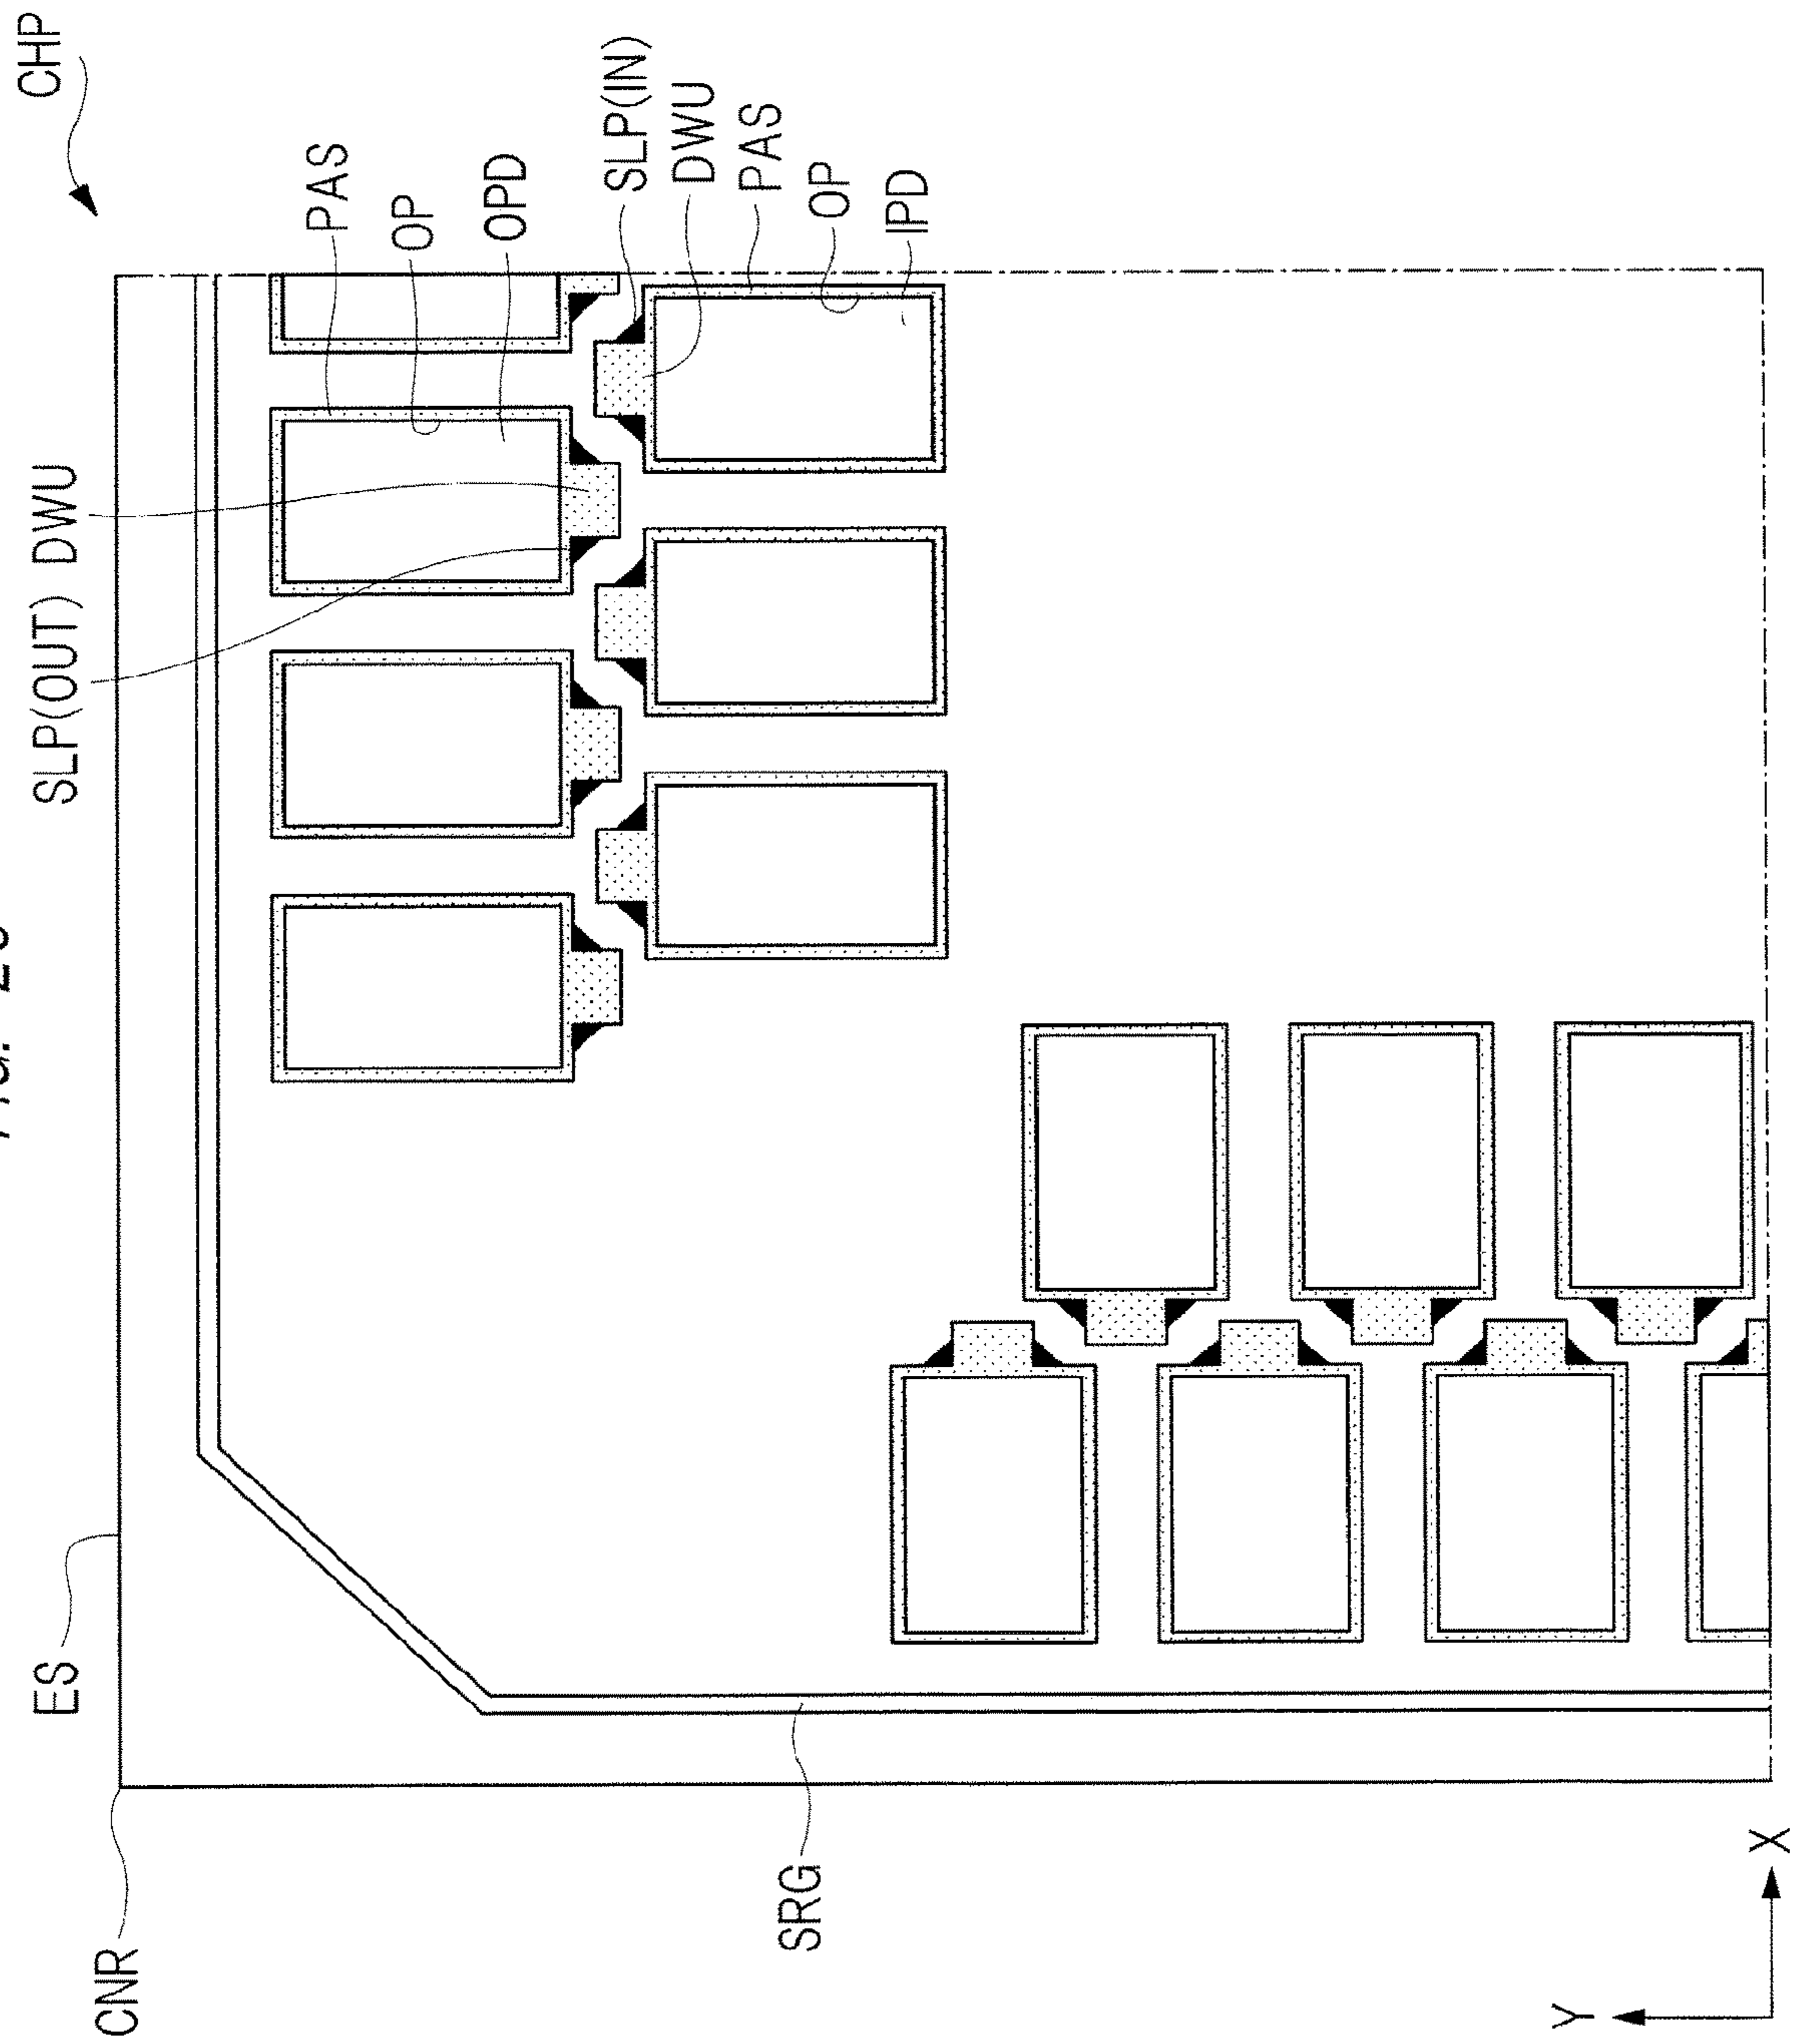 CHP
SLP(OUT) DWU
PAS
OP
OPD
SLP(IN)
DWU
PAS
OP
IPD
ES
CNR
SRG
Y
X